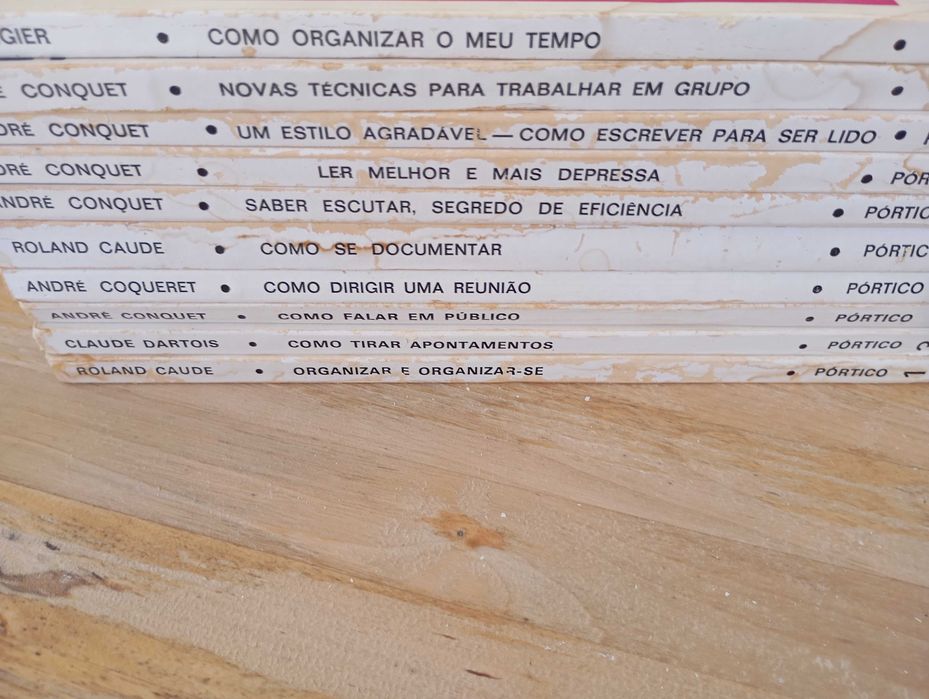 GIER • COMO ORGANIZAR O MEU TEMPO •
CONQUET • NOVAS TÉCNICAS PARA TRABALHAR EM GRUPO •
DRÉ CONQUET • UM ESTILO AGRADÁVEL — COMO ESCREVER PARA SER LIDO •
DRÉ CONQUET • LER MELHOR E MAIS DEPRESSA • PÓR
ANDRÉ CONQUET • SABER ESCUTAR, SEGREDO DE EFICIÊNCIA • PÓRTIC
ROLAND CAUDE • COMO SE DOCUMENTAR • PÓRTIC
ANDRÉ COQUERET • COMO DIRIGIR UMA REUNIÃO • PÓRTICO
ANDRÉ CONQUET • COMO FALAR EM PÚBLICO • PÓRTICO
CLAUDE DARTOIS • COMO TIRAR APONTAMENTOS • PÓRTICO
ROLAND CAUDE • ORGANIZAR E ORGANIZAR-SE • PÓRTICO 1